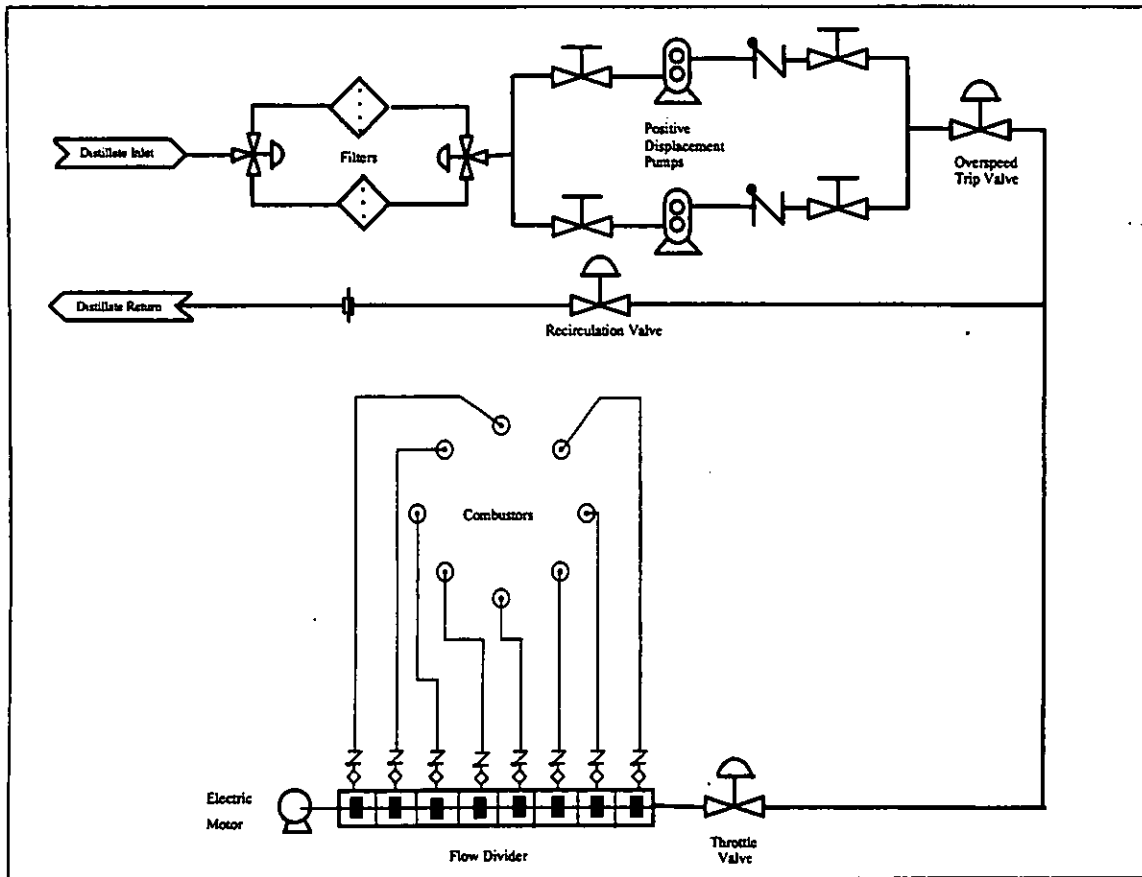 Distillate Inlet
Filters
Positive
Displacement
Pumps
Overspeed
Trip Valve
Distillate Return
Recirculation Valve
Combustors
Electric
Motor
Flow Divider
Throttle
Valve